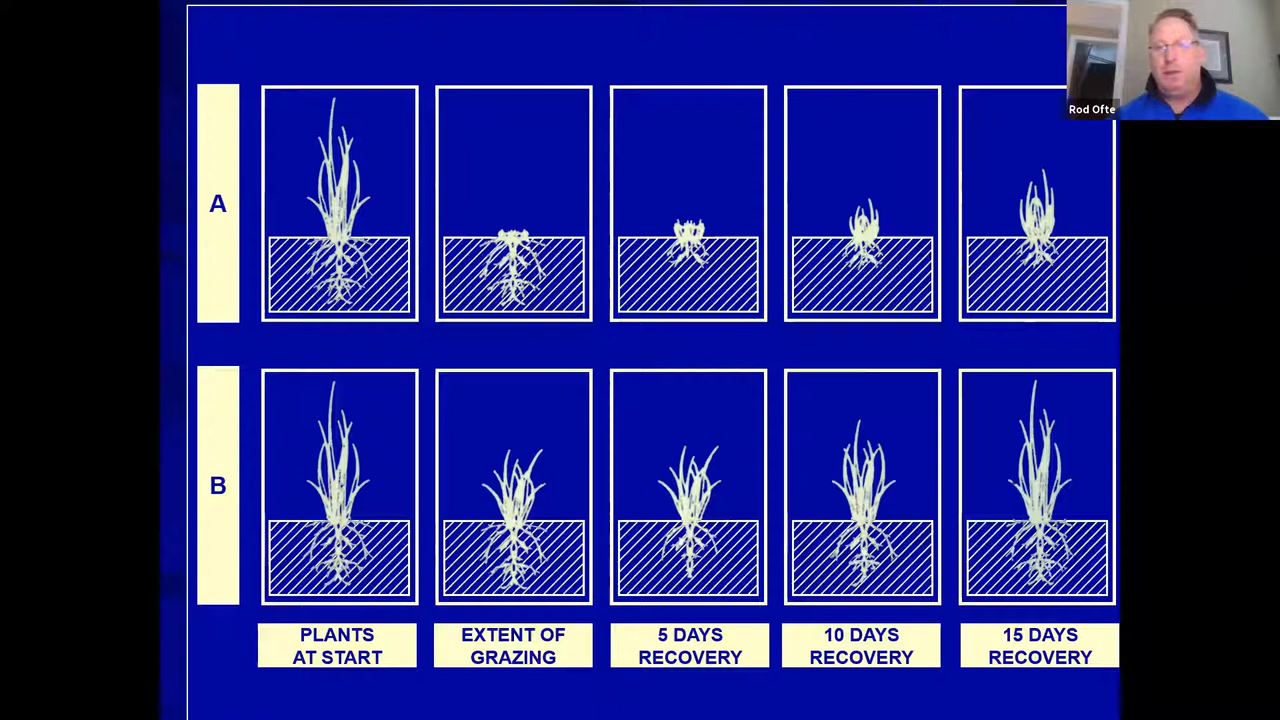 Rod Ofte
A
B
PLANTS
AT START
EXTENT OF
GRAZING
5 DAYS
RECOVERY
10 DAYS
RECOVERY
15 DAYS
RECOVERY